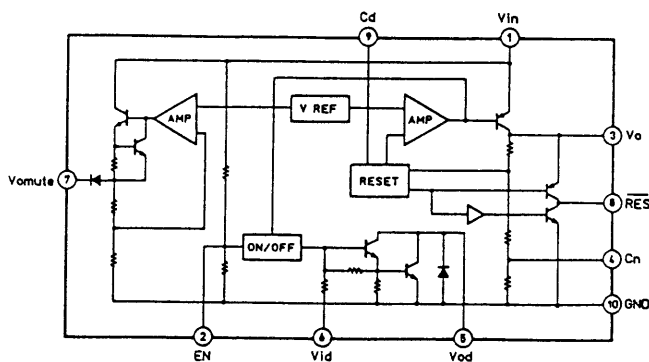 Cd
Vin
9
1
AMP
V REF
AMP
3
Vo
7
Vomute
RESET
8
RES
ON/OFF
4
Cn
10
GND
2
6
5
EN
Vid
Vod